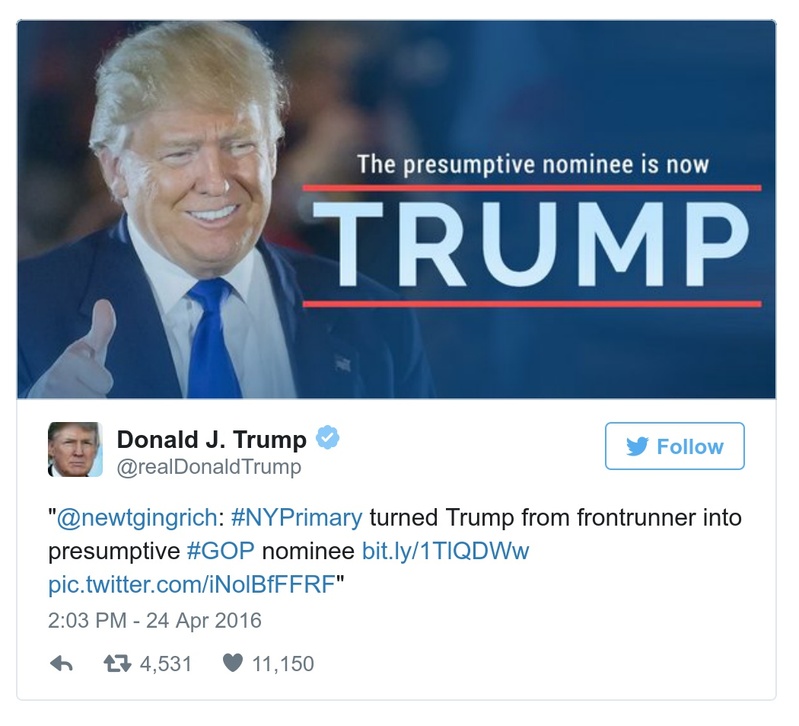 The presumptive nominee is now
TRUMP
Donald J. Trump
@realDonaldTrump
Follow
"@newtgingrich: #NYPrimary turned Trump from frontrunner into
presumptive #GOP nominee bit.ly/1TlQDWw
pic.twitter.com/iNolBfFFRF"
2:03 PM - 24 Apr 2016
4,531 11,150